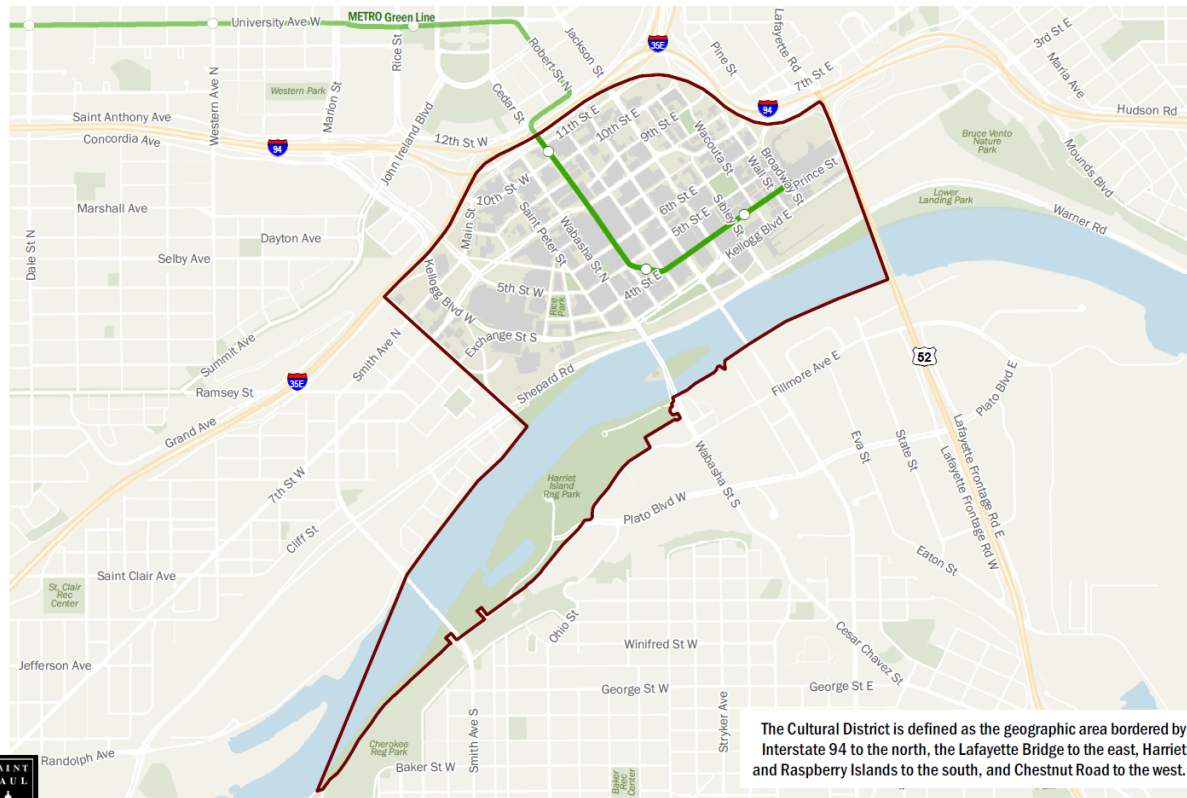 METRO Green Line
University Ave W
Rice St
Robert St N
Jackson St
35E
Pine St
Lafayette Rd
7th St E
3rd St E
Maria Ave
Hudson Rd
Western Ave N
Western Park
Marion St
Cedar St
94
Saint Anthony Ave
Concordia Ave
94
John Ireland Blvd
12th St W
11th St E
10th St E
9th St E
Wacouta St
Broadway St
Wall St
Prince St
Bruce Vento
Nature
Park
Mounds Blvd
Marshall Ave
10th St W
Main St
Saint Peter St
Wabasha St N
6th St E
5th St E
Sibley St
Kellogg Blvd E
Lower
Landing Park
Warner Rd
Dale St N
Dayton Ave
Selby Ave
Kellogg Blvd W
5th St W
Rice
Park
4th St E
Exchange St S
Summit Ave
Smith Ave N
35E
Ramsey St
Shepard Rd
Fillmore Ave E
52
Plato Blvd E
Grand Ave
7th St W
Cliff St
Harriet
Island
Reg Park
Wabasha St S
Plato Blvd W
Eva St
State St
Lafayette Frontage Rd E
Lafayette Frontage Rd W
Eaton St
Saint Clair Ave
St. Clair
Rec
Center
Ohio St
Winifred St W
Cesar Chavez St
Jefferson Ave
George St W
George St E
Stryker Ave
Smith Ave S
Cherokee
Reg Park
Randolph Ave
Baker St W
Baker
Rec
Center
The Cultural District is defined as the geographic area bordered by
Interstate 94 to the north, the Lafayette Bridge to the east, Harriet
and Raspberry Islands to the south, and Chestnut Road to the west.